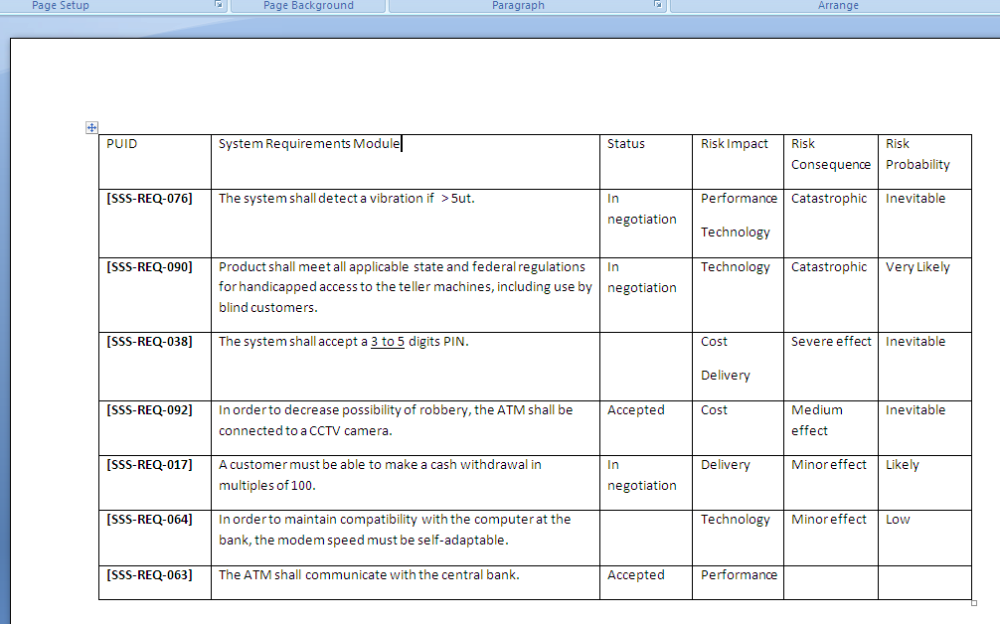 Page Setup Page Background Paragraph Arrange
PUID System Requirements Module Status Risk Impact Risk Consequence Risk Probability
[SSS-REQ-076] The system shall detect a vibration if > 5ut. In negotiation Performance Technology Catastrophic Inevitable
[SSS-REQ-090] Product shall meet all applicable state and federal regulations for handicapped access to the teller machines, including use by blind customers. In negotiation Technology Catastrophic Very Likely
[SSS-REQ-038] The system shall accept a 3 to 5 digits PIN. Cost Delivery Severe effect Inevitable
[SSS-REQ-092] In order to decrease possibility of robbery, the ATM shall be connected to a CCTV camera. Accepted Cost Medium effect Inevitable
[SSS-REQ-017] A customer must be able to make a cash withdrawal in multiples of 100. In negotiation Delivery Minor effect Likely
[SSS-REQ-064] In order to maintain compatibility with the computer at the bank, the modem speed must be self-adaptable. Technology Minor effect Low
[SSS-REQ-063] The ATM shall communicate with the central bank. Accepted Performance